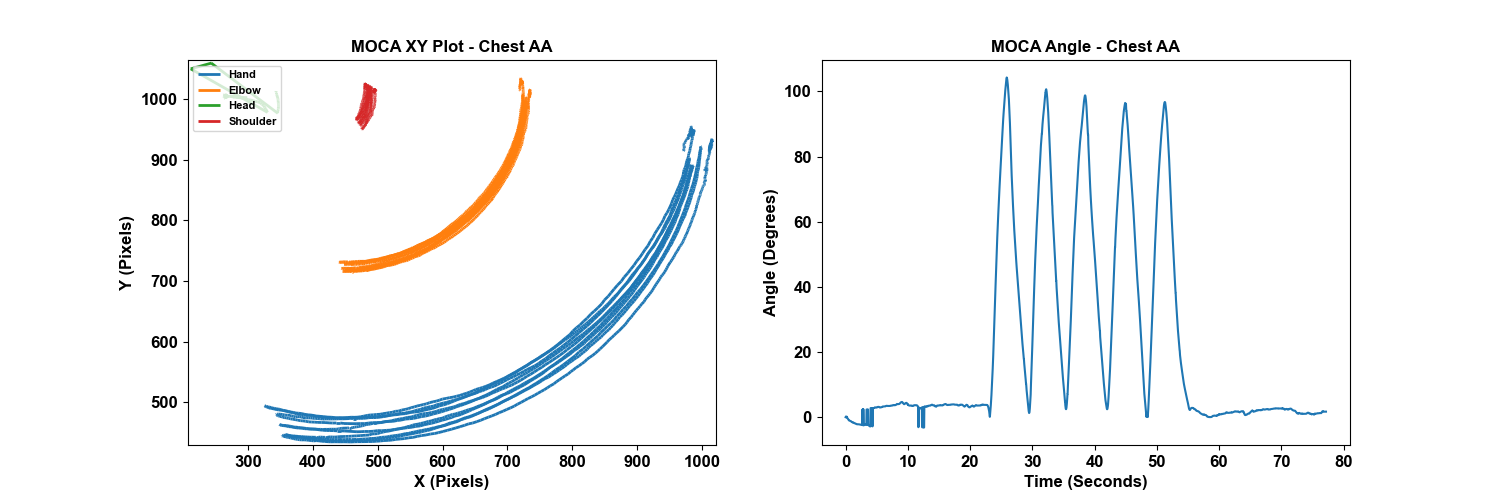 MOCA XY Plot - Chest AA
Hand
Elbow
Head
Shoulder
1000
900
800
700
600
500
Y (Pixels)
300 400 500 600 700 800 900 1000
X (Pixels)
MOCA Angle - Chest AA
100
80
60
40
20
0
Angle (Degrees)
0 10 20 30 40 50 60 70 80
Time (Seconds)